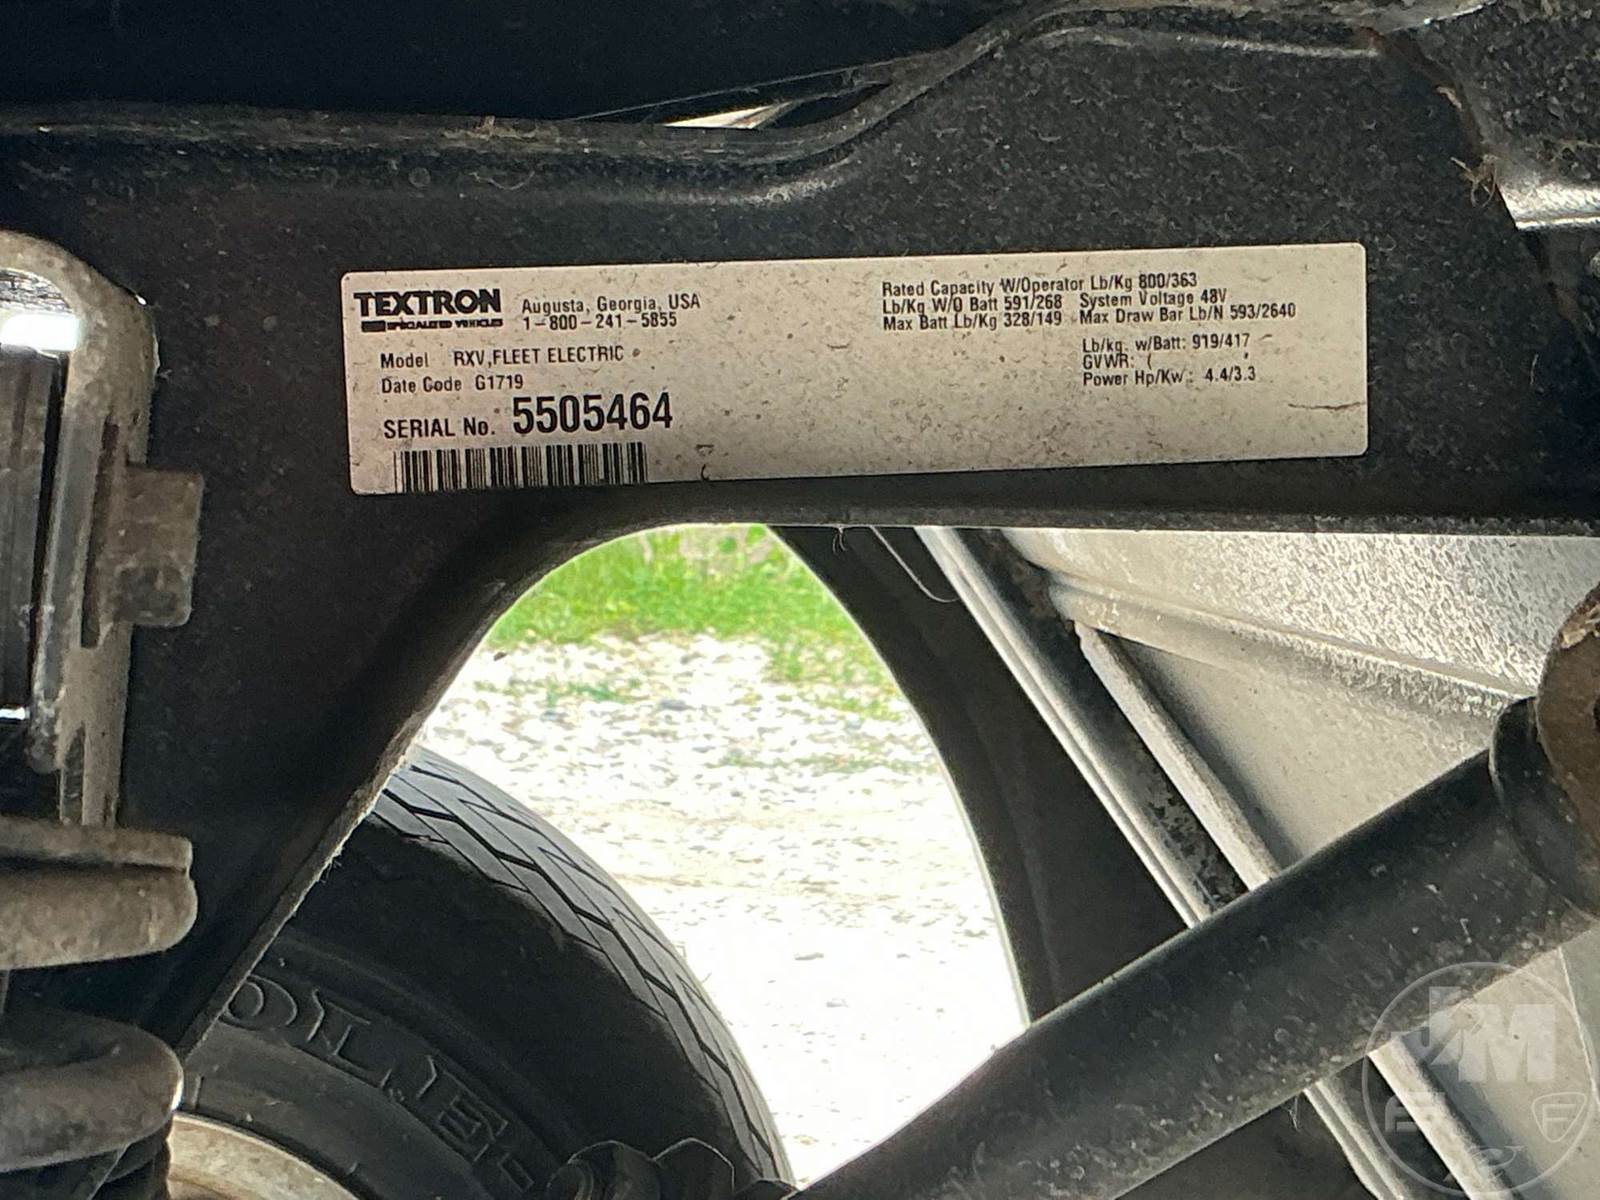 TEXTRON
SPECIALIZED VEHICLES
Augusta, Georgia, USA
1-800-241-5855
Model RXV,FLEET ELECTRIC
Date Code G1719
SERIAL No. 5505464
Rated Capacity W/Operator Lb/Kg 800/363
Lb/Kg W/O Batt 591/268 System Voltage 48V
Max Batt Lb/Kg 328/149 Max Draw Bar Lb/N 593/2640
Lb/kg. w/Batt: 919/417
GVWR: (
Power Hp/Kw: 4.4/3.3
JM